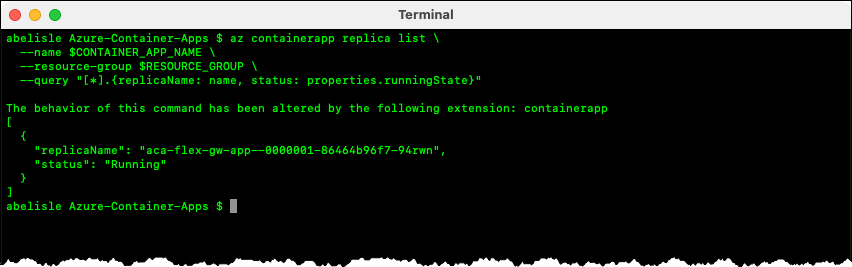 Terminal
abelisle Azure-Container-Apps $ az containerapp replica list \
  --name $CONTAINER_APP_NAME \
  --resource-group $RESOURCE_GROUP \
  --query "[*].{replicaName: name, status: properties.runningState}"
The behavior of this command has been altered by the following extension: containerapp
[
  {
    "replicaName": "aca-flex-gw-app--0000001-86464b96f7-94rwn",
    "status": "Running"
  }
]
abelisle Azure-Container-Apps $